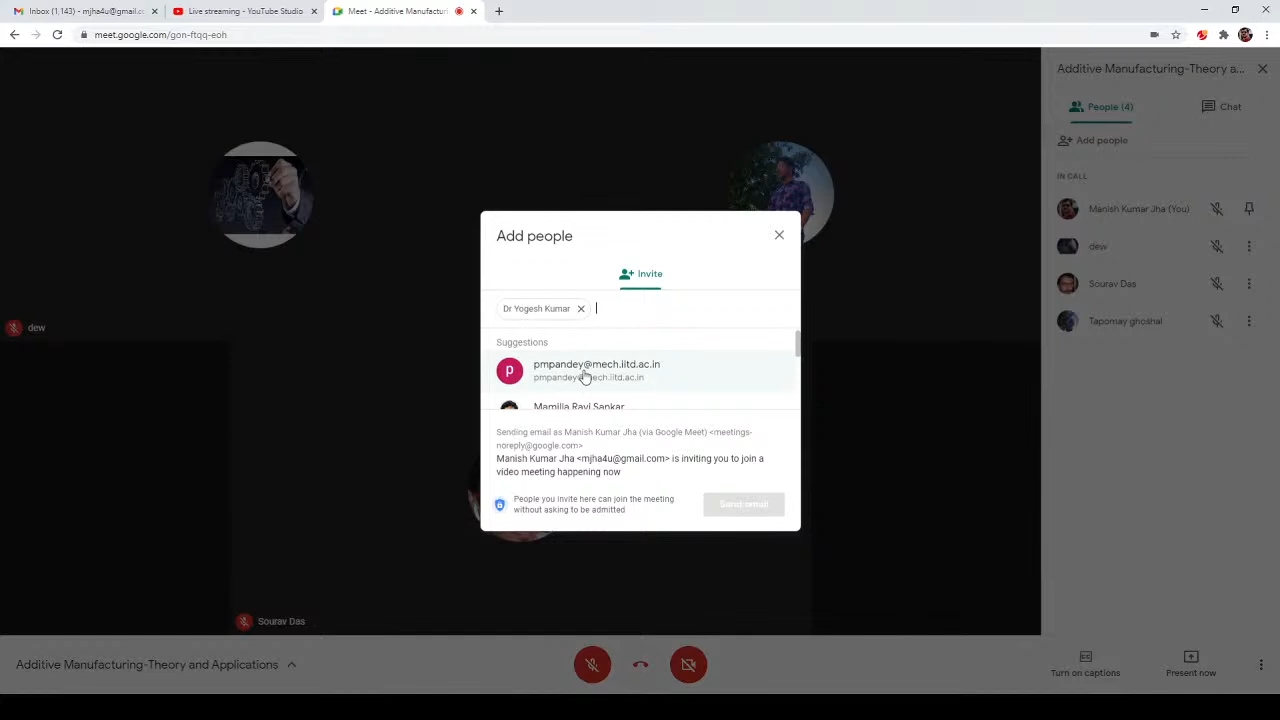 Inbox (1,143) - mjha4u@gmail.c
Live streaming - YouTube Studio
Meet - Additive Manufacturi
meet.google.com/gon-ftqq-eoh
Additive Manufacturing-Theory a...
People (4)
Chat
Add people
IN CALL
Manish Kumar Jha (You)
dew
Sourav Das
Tapomay ghoshal
Add people
Invite
Dr Yogesh Kumar
Suggestions
p
pmpandey@mech.iitd.ac.in
pmpandey@mech.iitd.ac.in
Mamilla Ravi Sankar
Sending email as Manish Kumar Jha (via Google Meet) <meetings-
noreply@google.com>
Manish Kumar Jha <mjha4u@gmail.com> is inviting you to join a
video meeting happening now
People you invite here can join the meeting
without asking to be admitted
Send email
dew
Sourav Das
Additive Manufacturing-Theory and Applications
Turn on captions
Present now